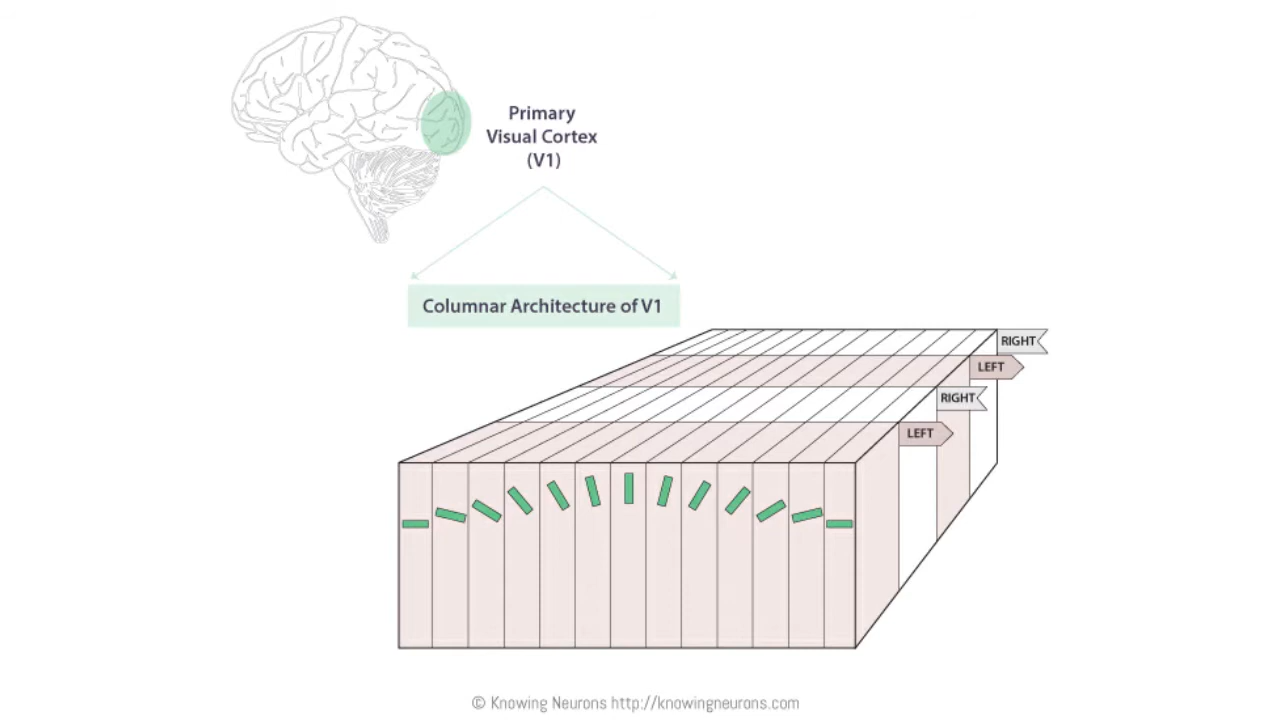 Primary
Visual Cortex
(V1)
Columnar Architecture of V1
RIGHT
LEFT
RIGHT
LEFT
© Knowing Neurons http://knowingneurons.com